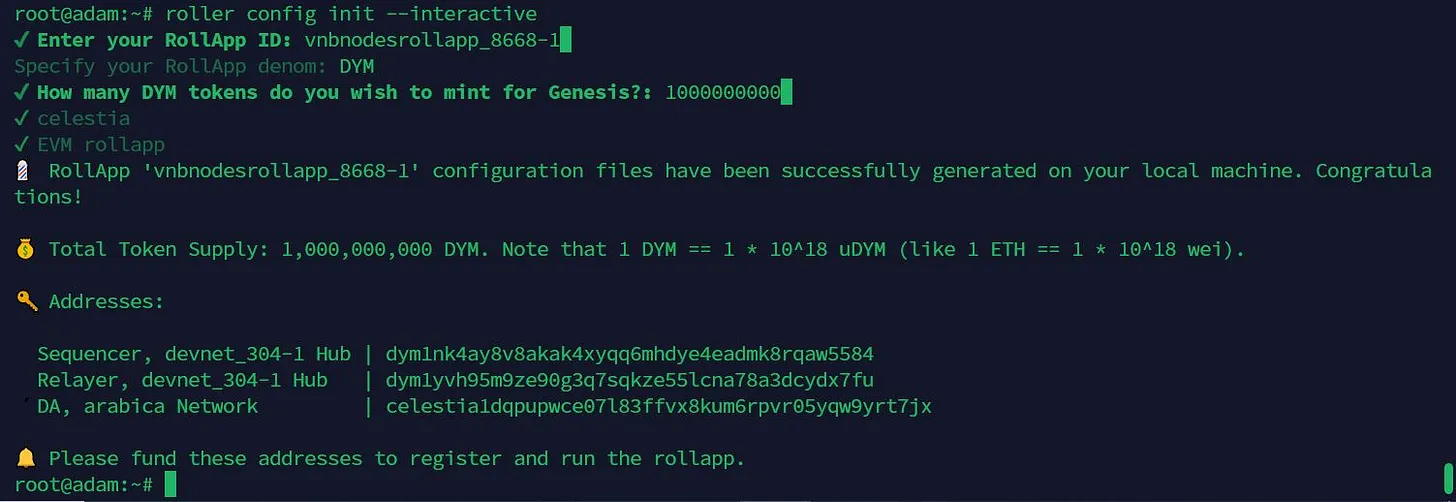 root@adam:~# roller config init --interactive
✓ Enter your RollApp ID: vnbnodesrollapp_8668-1
Specify your RollApp denom: DYM
✓ How many DYM tokens do you wish to mint for Genesis?: 1000000000
✓ celestia
✓ EVM rollapp
💈 RollApp 'vnbnodesrollapp_8668-1' configuration files have been successfully generated on your local machine. Congratula
tions!
💰 Total Token Supply: 1,000,000,000 DYM. Note that 1 DYM == 1 * 10^18 uDYM (like 1 ETH == 1 * 10^18 wei).
🔑 Addresses:
Sequencer, devnet_304-1 Hub | dym1nk4ay8v8akak4xyqq6mhdye4eadmk8rqaw5584
Relayer, devnet_304-1 Hub | dym1yvh95m9ze90g3q7sqkze55lcna78a3dcydx7fu
DA, arabica Network | celestia1dqpupwce07l83ffvx8kum6rpvr05yqw9yrt7jx
🔔 Please fund these addresses to register and run the rollapp.
root@adam:~#